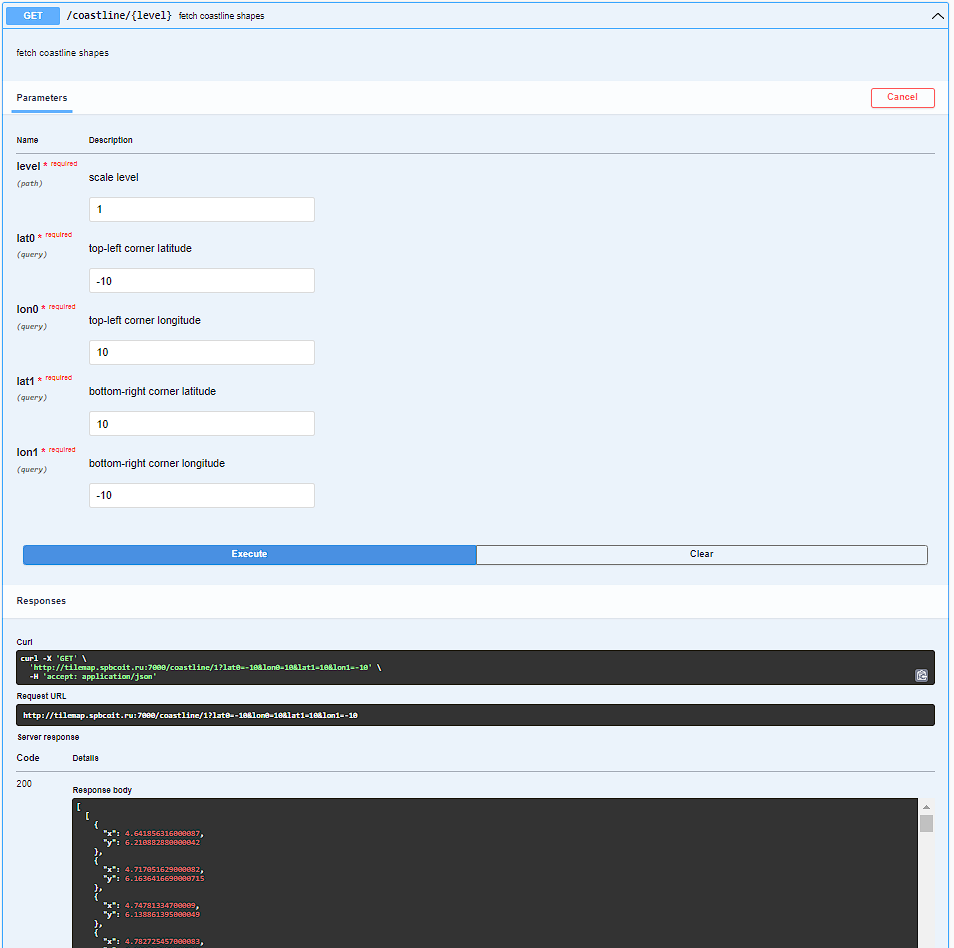 GET /coastline/{level} fetch coastline shapes
fetch coastline shapes
Parameters
Cancel
Name Description
level * required
(path)
scale level
1
lat0 * required
(query)
top-left corner latitude
-10
lon0 * required
(query)
top-left corner longitude
10
lat1 * required
(query)
bottom-right corner latitude
10
lon1 * required
(query)
bottom-right corner longitude
-10
Execute Clear
Responses
Curl
curl -X 'GET' \
'http://tilemap.spbcoit.ru:7000/coastline/1?lat0=-10&lon0=10&lat1=10&lon1=-10' \
-H 'accept: application/json'
Request URL
http://tilemap.spbcoit.ru:7000/coastline/1?lat0=-10&lon0=10&lat1=10&lon1=-10
Server response
Code Details
200
Response body
[
[
{
"x": 4.641856316000087,
"y": 6.210882880000042
},
{
"x": 4.717051629000082,
"y": 6.1636416690000715
},
{
"x": 4.74781334700009,
"y": 6.138861395000049
},
{
"x": 4.782725457000083,